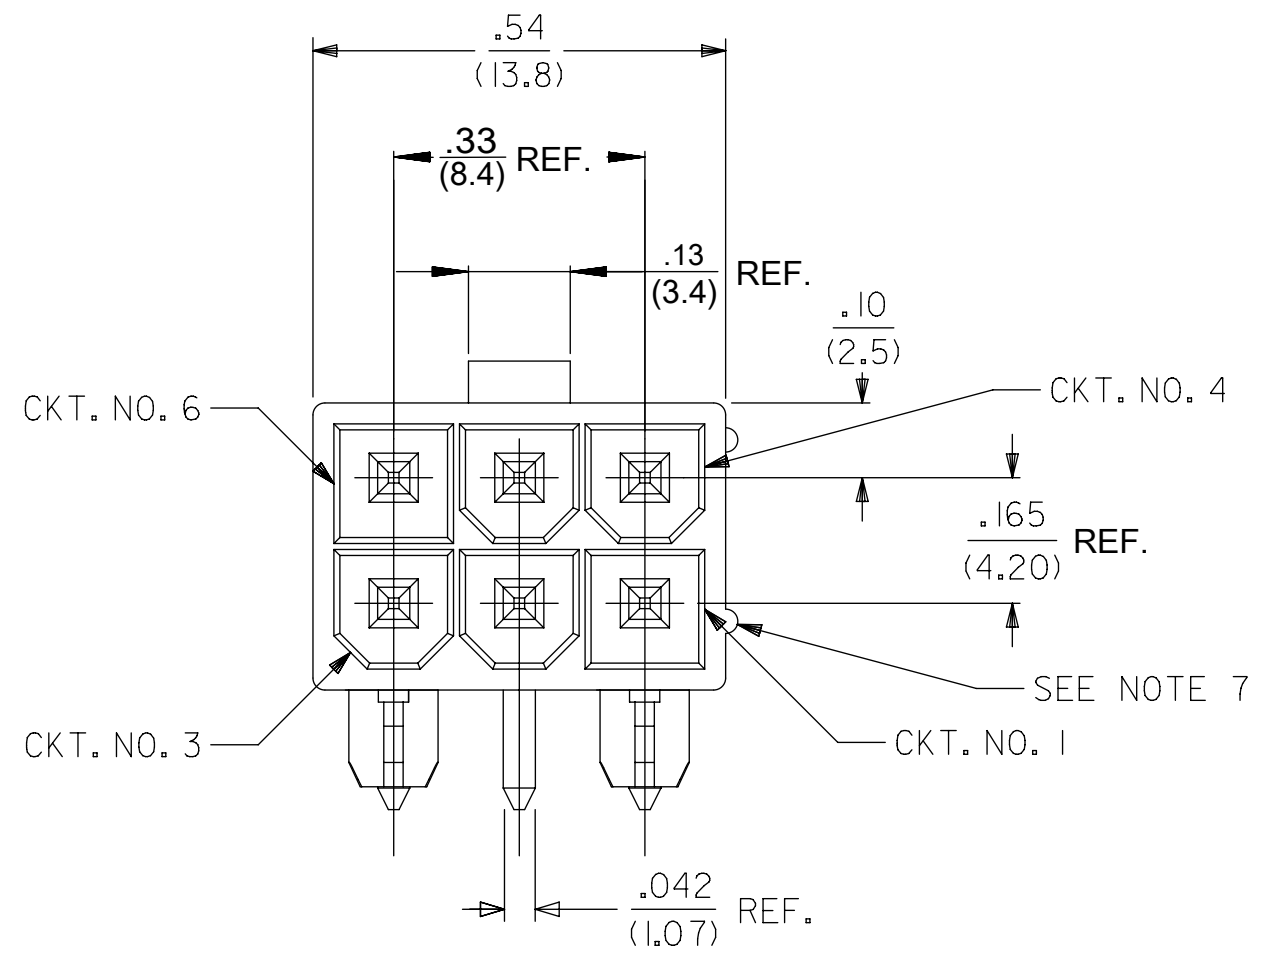 .54
(13.8)
.33
(8.4) REF.
.13
(3.4) REF.
.10
(2.5)
CKT. NO. 6
CKT. NO. 4
.165
(4.20) REF.
SEE NOTE 7
CKT. NO. 3
CKT. NO. 1
.042
(1.07) REF.